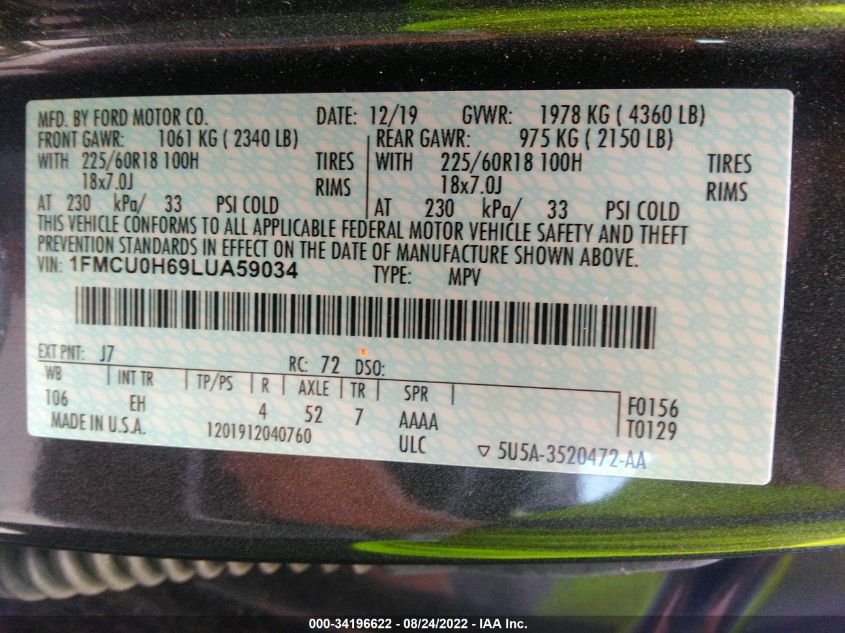 MFD. BY FORD MOTOR CO. DATE: 12/19 GVWR: 1978 KG ( 4360 LB)
FRONT GAWR: 1061 KG ( 2340 LB) REAR GAWR: 975 KG ( 2150 LB)
WITH 225/60R18 100H TIRES WITH 225/60R18 100H TIRES
18x7.0J RIMS 18x7.0J RIMS
AT 230 kPa/ 33 PSI COLD AT 230 kPa/ 33 PSI COLD
THIS VEHICLE CONFORMS TO ALL APPLICABLE FEDERAL MOTOR VEHICLE SAFETY AND THEFT
PREVENTION STANDARDS IN EFFECT ON THE DATE OF MANUFACTURE SHOWN ABOVE.
VIN: 1FMCU0H69LUA59034 TYPE: MPV
EXT PNT: J7 RC: 72 DSO:
WB INT TR TP/PS R AXLE TR SPR
106 EH 4 52 7 AAAA F0156
MADE IN U.S.A. 1201912040760 ULC T0129
5U5A-3520472-AA
000-34196622 - 08/24/2022 - IAA Inc.